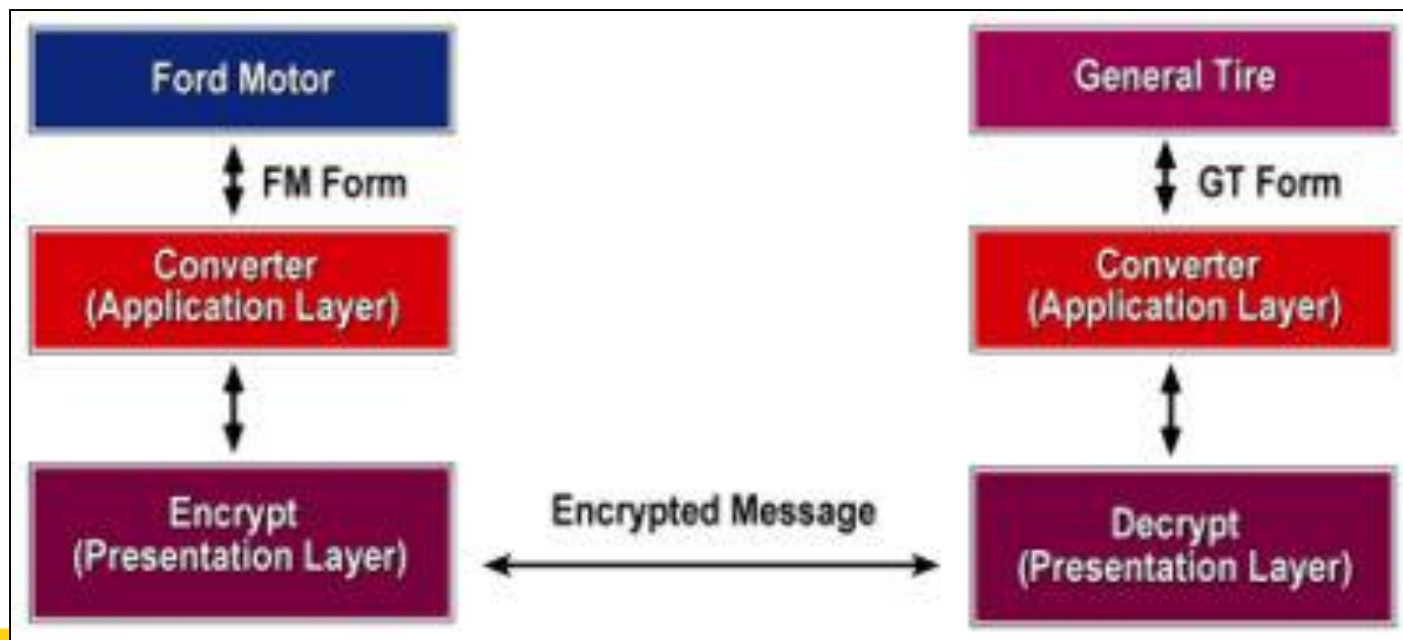 Ford Motor
General Tire
FM Form
GT Form
Converter
(Application Layer)
Converter
(Application Layer)
Encrypt
(Presentation Layer)
Encrypted Message
Decrypt
(Presentation Layer)